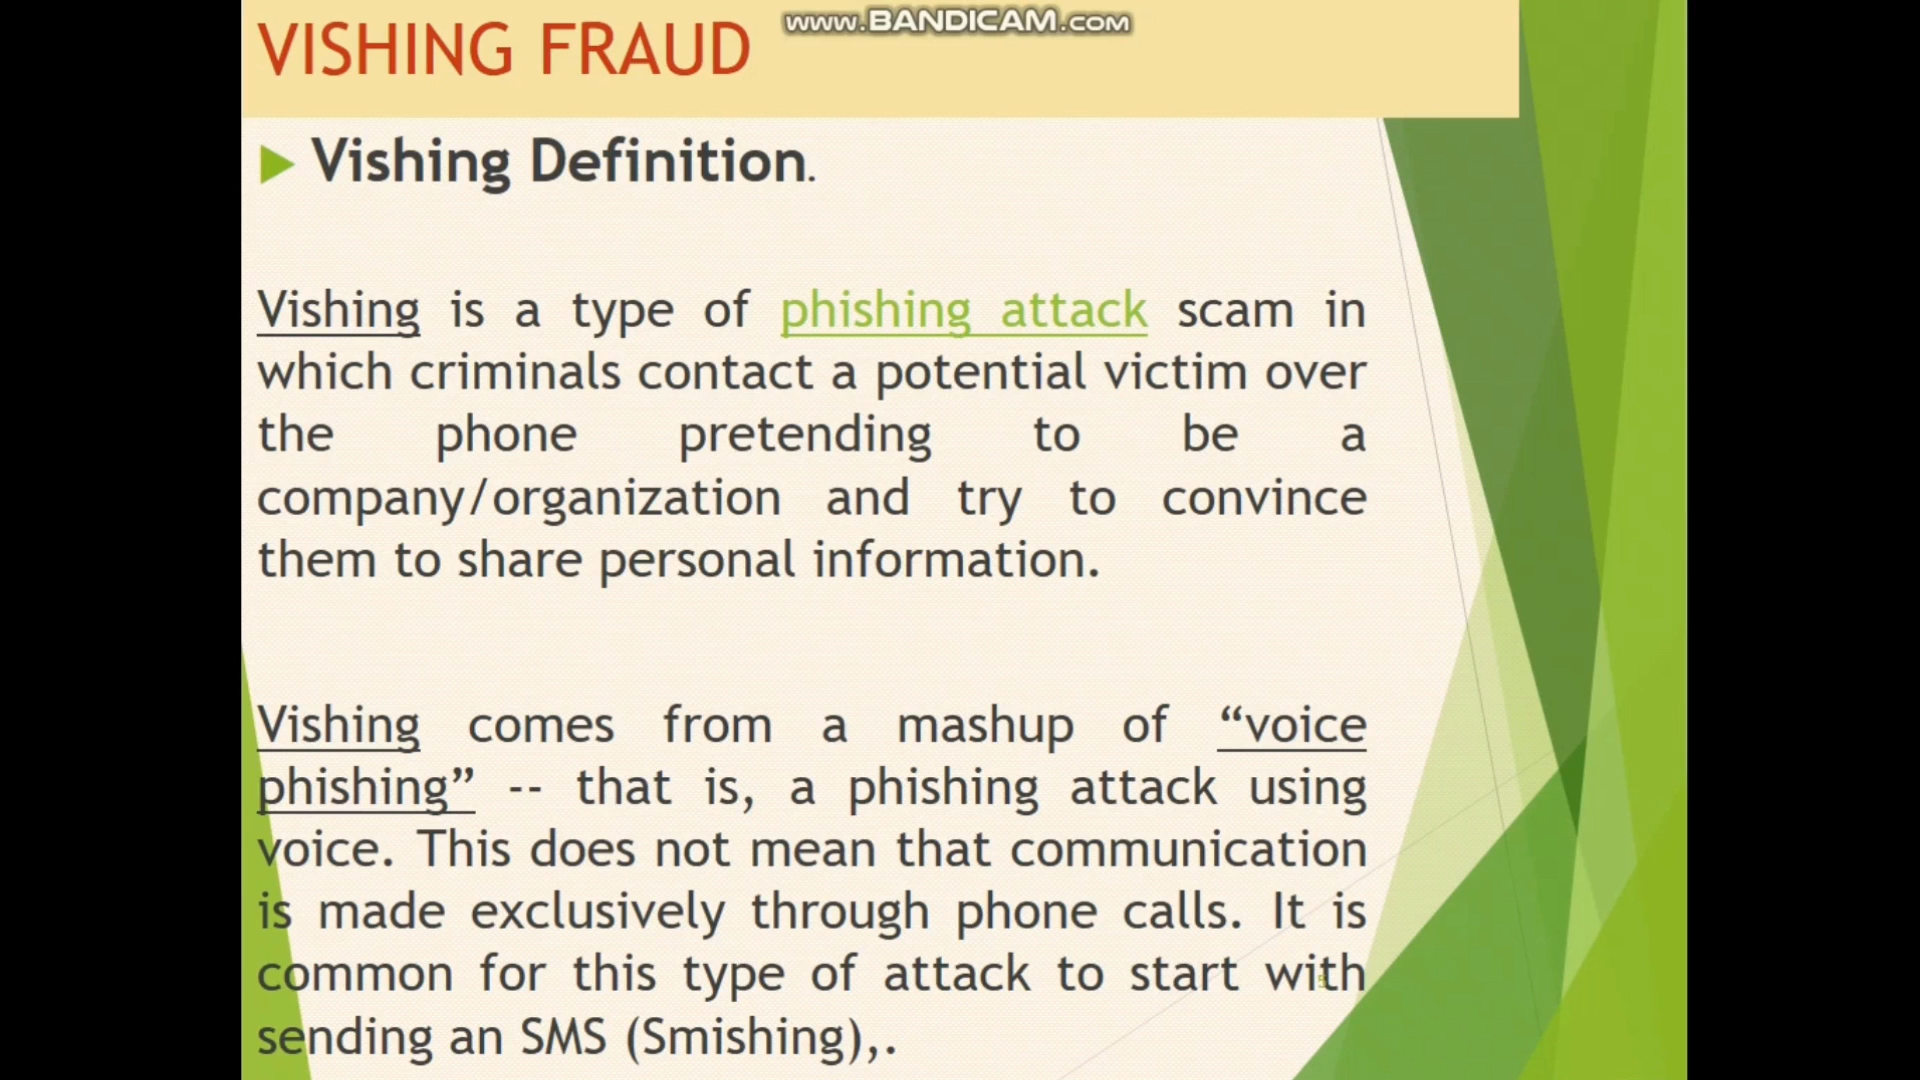 VISHING FRAUD
www.BANDICAM.com
Vishing Definition.
Vishing is a type of phishing attack scam in
which criminals contact a potential victim over
the phone pretending to be a
company/organization and try to convince
them to share personal information.
Vishing comes from a mashup of “voice
phishing” -- that is, a phishing attack using
voice. This does not mean that communication
is made exclusively through phone calls. It is
common for this type of attack to start with
sending an SMS (Smishing),.